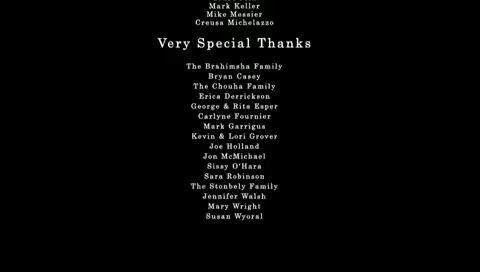 Mark Keller
Mike Messier
Creusa Michelazzo
Very Special Thanks
The Brahimsha Family
Bryan Casey
The Chouha Family
Erica Derrickson
George & Rita Esper
Carlyne Fournier
Mark Garrigus
Kevin & Lori Grover
Joe Holland
Jon McMichael
Sissy O'Hara
Sara Robinson
The Stonbely Family
Jennifer Walsh
Mary Wright
Susan Wyoral